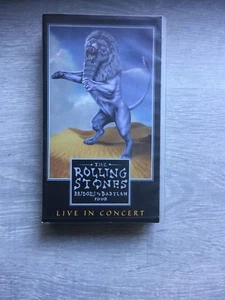 THE
ROLLING
STONES
BRIDGES TO BABYLON
TOUR
LIVE IN CONCERT